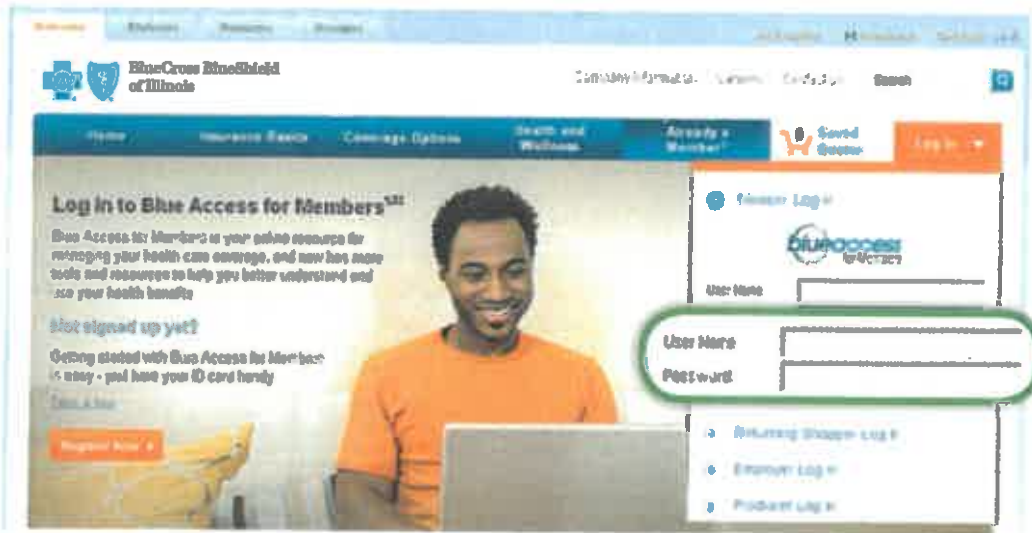 BlueCross BlueShield
of Illinois
Company Information
Search
Home
Insurance Basics
Coverage Options
Health and
Wellness
Already a
Member?
0
Saved
Quotes
Log In
Log in to Blue Access for Members
Blue Access for Members is your online resource for
managing your health care coverage, and now has more
tools and resources to help you better understand and
use your health benefits
Not signed up yet?
Getting started with Blue Access for Members
is easy - just have your ID card handy
Register Now
Log In
blueaccess
for Members
User Name
User Name
Password
Returning Shopper Log In
Employer Log In
Producer Log In